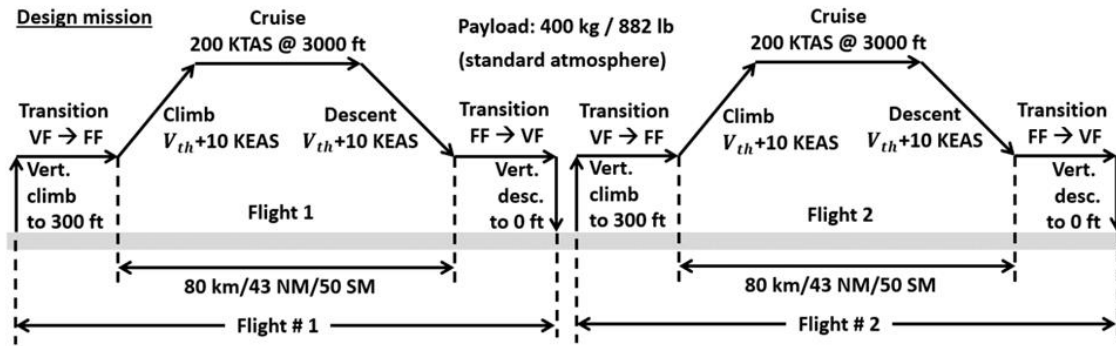 Design mission
Cruise
200 KTAS @ 3000 ft
Payload: 400 kg / 882 lb
(standard atmosphere)
Cruise
200 KTAS @ 3000 ft
Transition
VF → FF
Climb
V_th+10 KEAS
Descent
V_th+10 KEAS
Transition
FF → VF
Transition
VF → FF
Climb
V_th+10 KEAS
Descent
V_th+10 KEAS
Transition
FF → VF
Vert.
climb
to 300 ft
Flight 1
Vert.
desc.
to 0 ft
Vert.
climb
to 300 ft
Flight 2
Vert.
desc.
to 0 ft
80 km/43 NM/50 SM
80 km/43 NM/50 SM
Flight # 1
Flight # 2